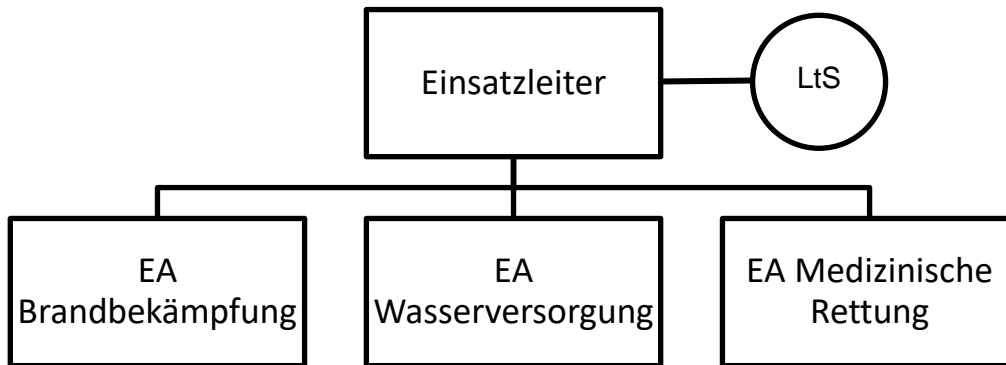 Einsatzleiter
LtS
EA
Brandbekämpfung
EA
Wasserversorgung
EA Medizinische
Rettung